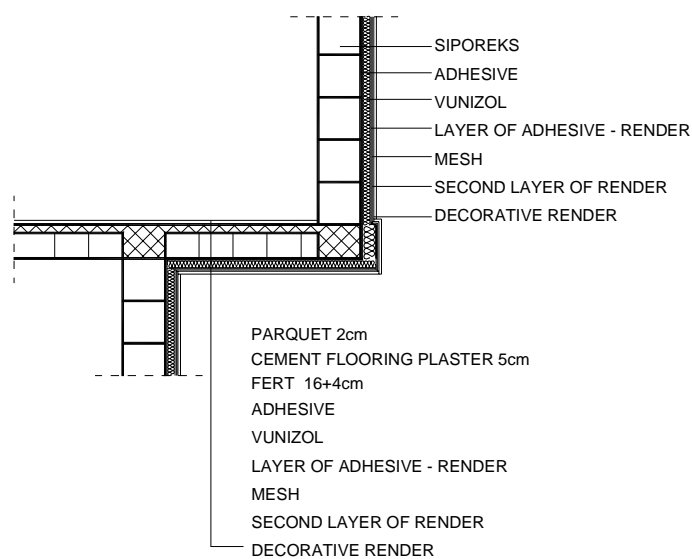 SIPOREKS
ADHESIVE
VUNIZOL
LAYER OF ADHESIVE - RENDER
MESH
SECOND LAYER OF RENDER
DECORATIVE RENDER
PARQUET 2cm
CEMENT FLOORING PLASTER 5cm
FERT 16+4cm
ADHESIVE
VUNIZOL
LAYER OF ADHESIVE - RENDER
MESH
SECOND LAYER OF RENDER
DECORATIVE RENDER